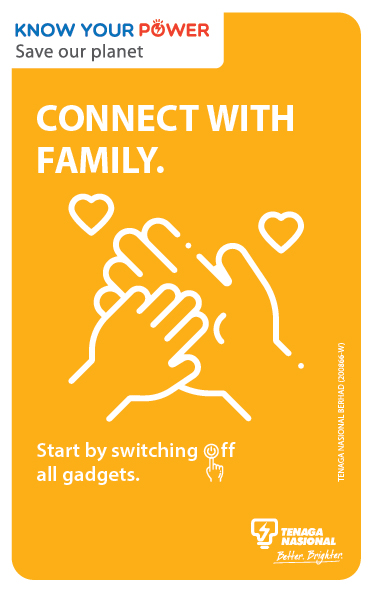 KNOW YOUR POWER
Save our planet
CONNECT WITH
FAMILY.
Start by switching off
all gadgets.
TENAGA NASIONAL BERHAD (200866-W)
TENAGA
NASIONAL
Better. Brighter.